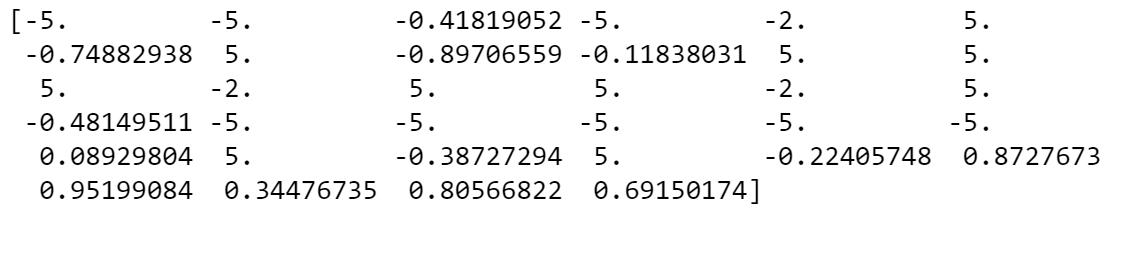 [-5. -5. -0.41819052 -5. -2. 5.
-0.74882938 5. -0.89706559 -0.11838031 5. 5.
5. -2. 5. 5. -2. 5.
-0.48149511 -5. -5. -5. -5. -5.
0.08929804 5. -0.38727294 5. -0.22405748 0.8727673
0.95199084 0.34476735 0.80566822 0.69150174]